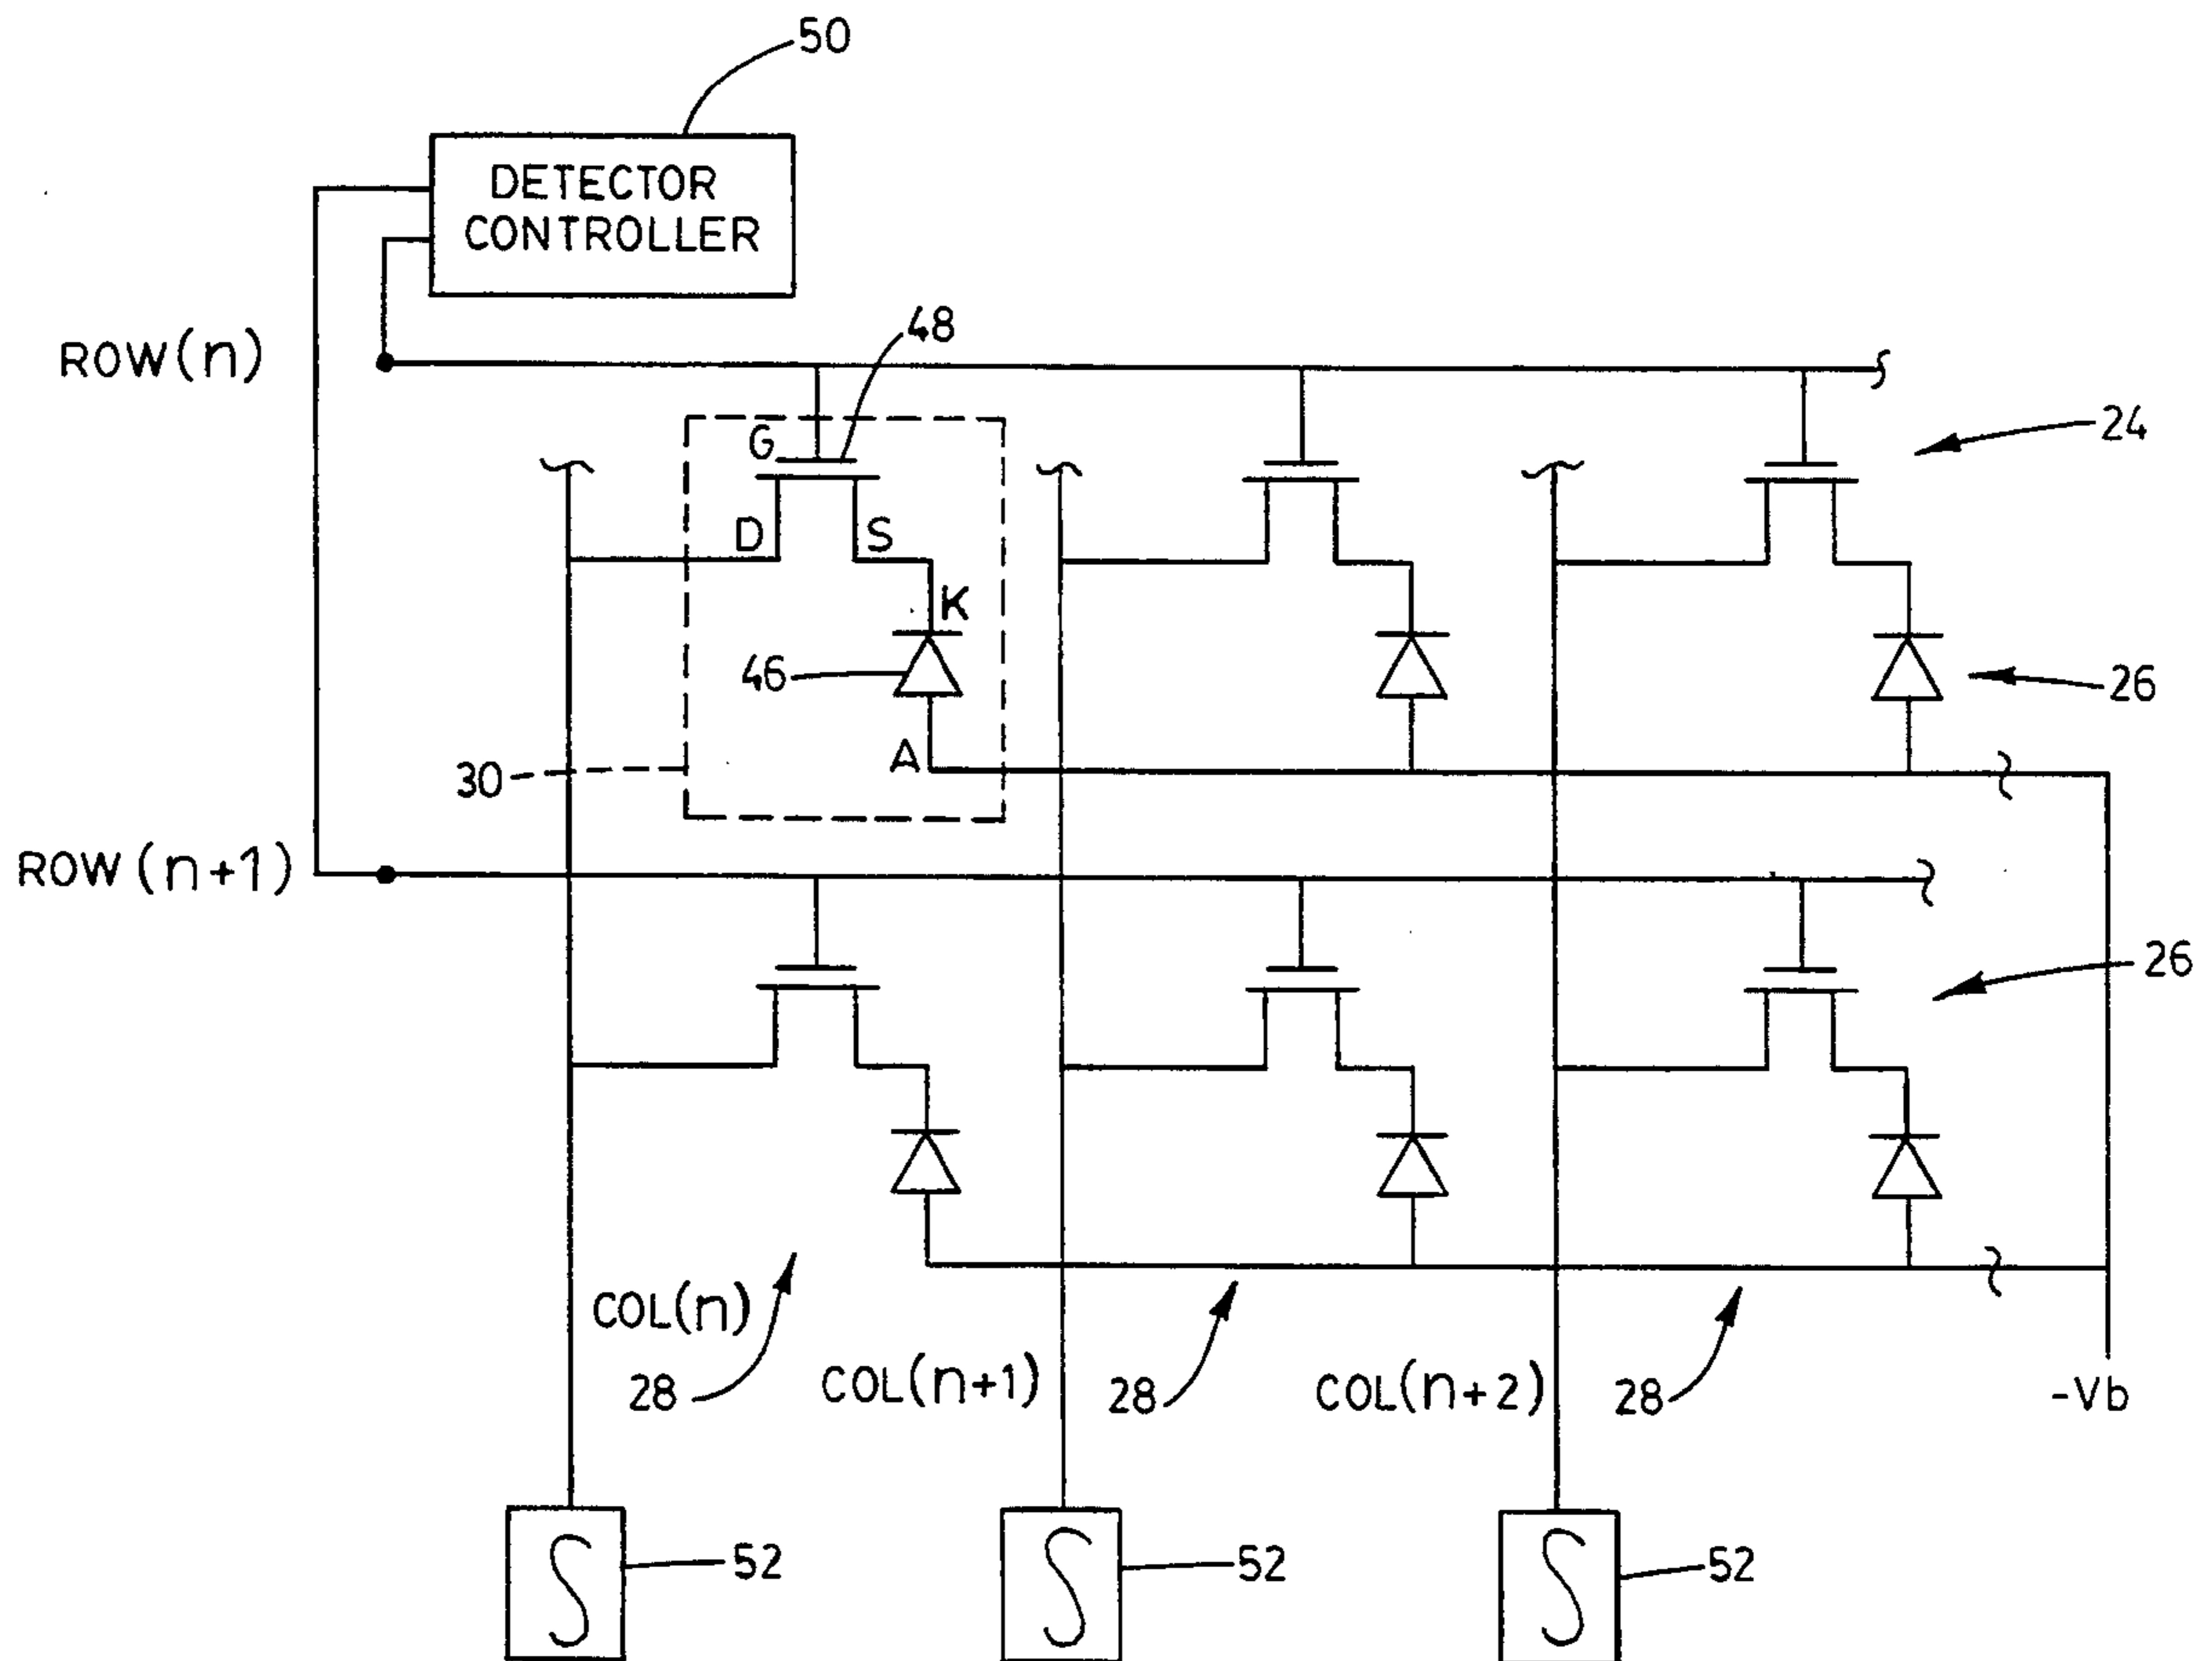 50
DETECTOR
CONTROLLER
ROW(n)
48
24
G
D
S
K
46
26
A
30
ROW(n+1)
26
COL(n)
28
COL(n+1)
28
COL(n+2)
28
-Vb
52
52
52